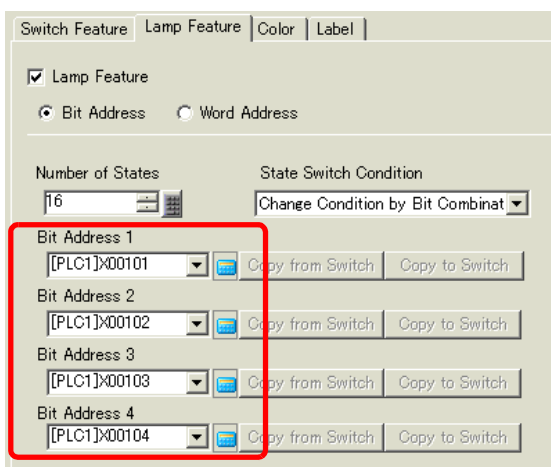 Switch Feature Lamp Feature Color Label
Lamp Feature
Bit Address Word Address
Number of States State Switch Condition
16 Change Condition by Bit Combinat
Bit Address 1
[PLC1]X00101 Copy from Switch Copy to Switch
Bit Address 2
[PLC1]X00102 Copy from Switch Copy to Switch
Bit Address 3
[PLC1]X00103 Copy from Switch Copy to Switch
Bit Address 4
[PLC1]X00104 Copy from Switch Copy to Switch